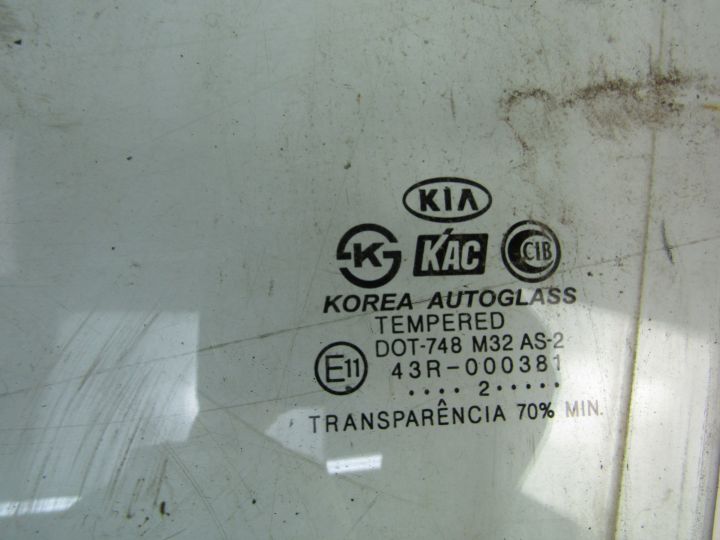 KIA
K KAC CIB
KOREA AUTOGLASS
TEMPERED
DOT-748 M32 AS-2
E11 43R-000381
.... 2 .....
TRANSPARÊNCIA 70% MIN.